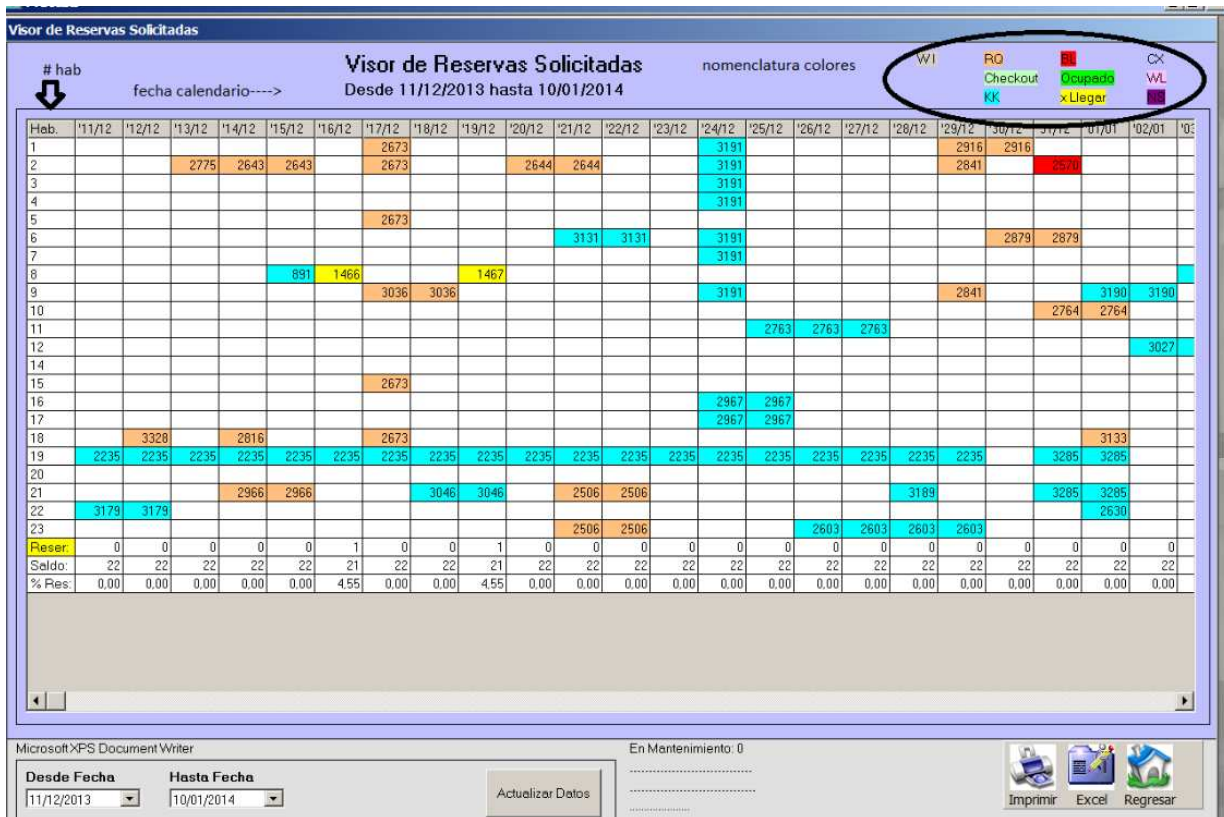 Visor de Reservas Solicitadas
# hab
Visor de Reservas Solicitadas
nomenclatura colores
WI RQ BL CX
Checkout Ocupado WL
KK x Llegar NS
fecha calendario---->
Desde 11/12/2013 hasta 10/01/2014
Hab. '11/12 '12/12 '13/12 '14/12 '15/12 '16/12 '17/12 '18/12 '19/12 '20/12 '21/12 '22/12 '23/12 '24/12 '25/12 '26/12 '27/12 '28/12 '29/12 '30/12 '31/12 '01/01 '02/01
1 2673 3191 2916 2916
2 2775 2643 2643 2673 2644 2644 3191 2841 2570
3 3191
4 3191
5 2673
6 3131 3131 3191 2879 2879
7 3191
8 891 1466 1467
9 3036 3036 3191 2841 3190 3190
10 2764 2764
11 2763 2763 2763
12 3027
14
15 2673
16 2967 2967
17 2967 2967
18 3328 2816 2673 3133
19 2235 2235 2235 2235 2235 2235 2235 2235 2235 2235 2235 2235 2235 2235 2235 2235 2235 2235 2235 3285 3285
20
21 2966 2966 3046 3046 2506 2506 3189 3285 3285
22 3179 3179 2630
23 2506 2506 2603 2603 2603 2603
Reser: 0 0 0 0 0 1 0 0 1 0 0 0 0 0 0 0 0 0 0 0 0 0 0
Saldo: 22 22 22 22 22 21 22 22 21 22 22 22 22 22 22 22 22 22 22 22 22 22 22
% Res: 0,00 0,00 0,00 0,00 0,00 4,55 0,00 0,00 4,55 0,00 0,00 0,00 0,00 0,00 0,00 0,00 0,00 0,00 0,00 0,00 0,00 0,00 0,00
Microsoft XPS Document Writer
En Mantenimiento: 0
Desde Fecha Hasta Fecha
11/12/2013 10/01/2014
Actualizar Datos
Imprimir Excel Regresar